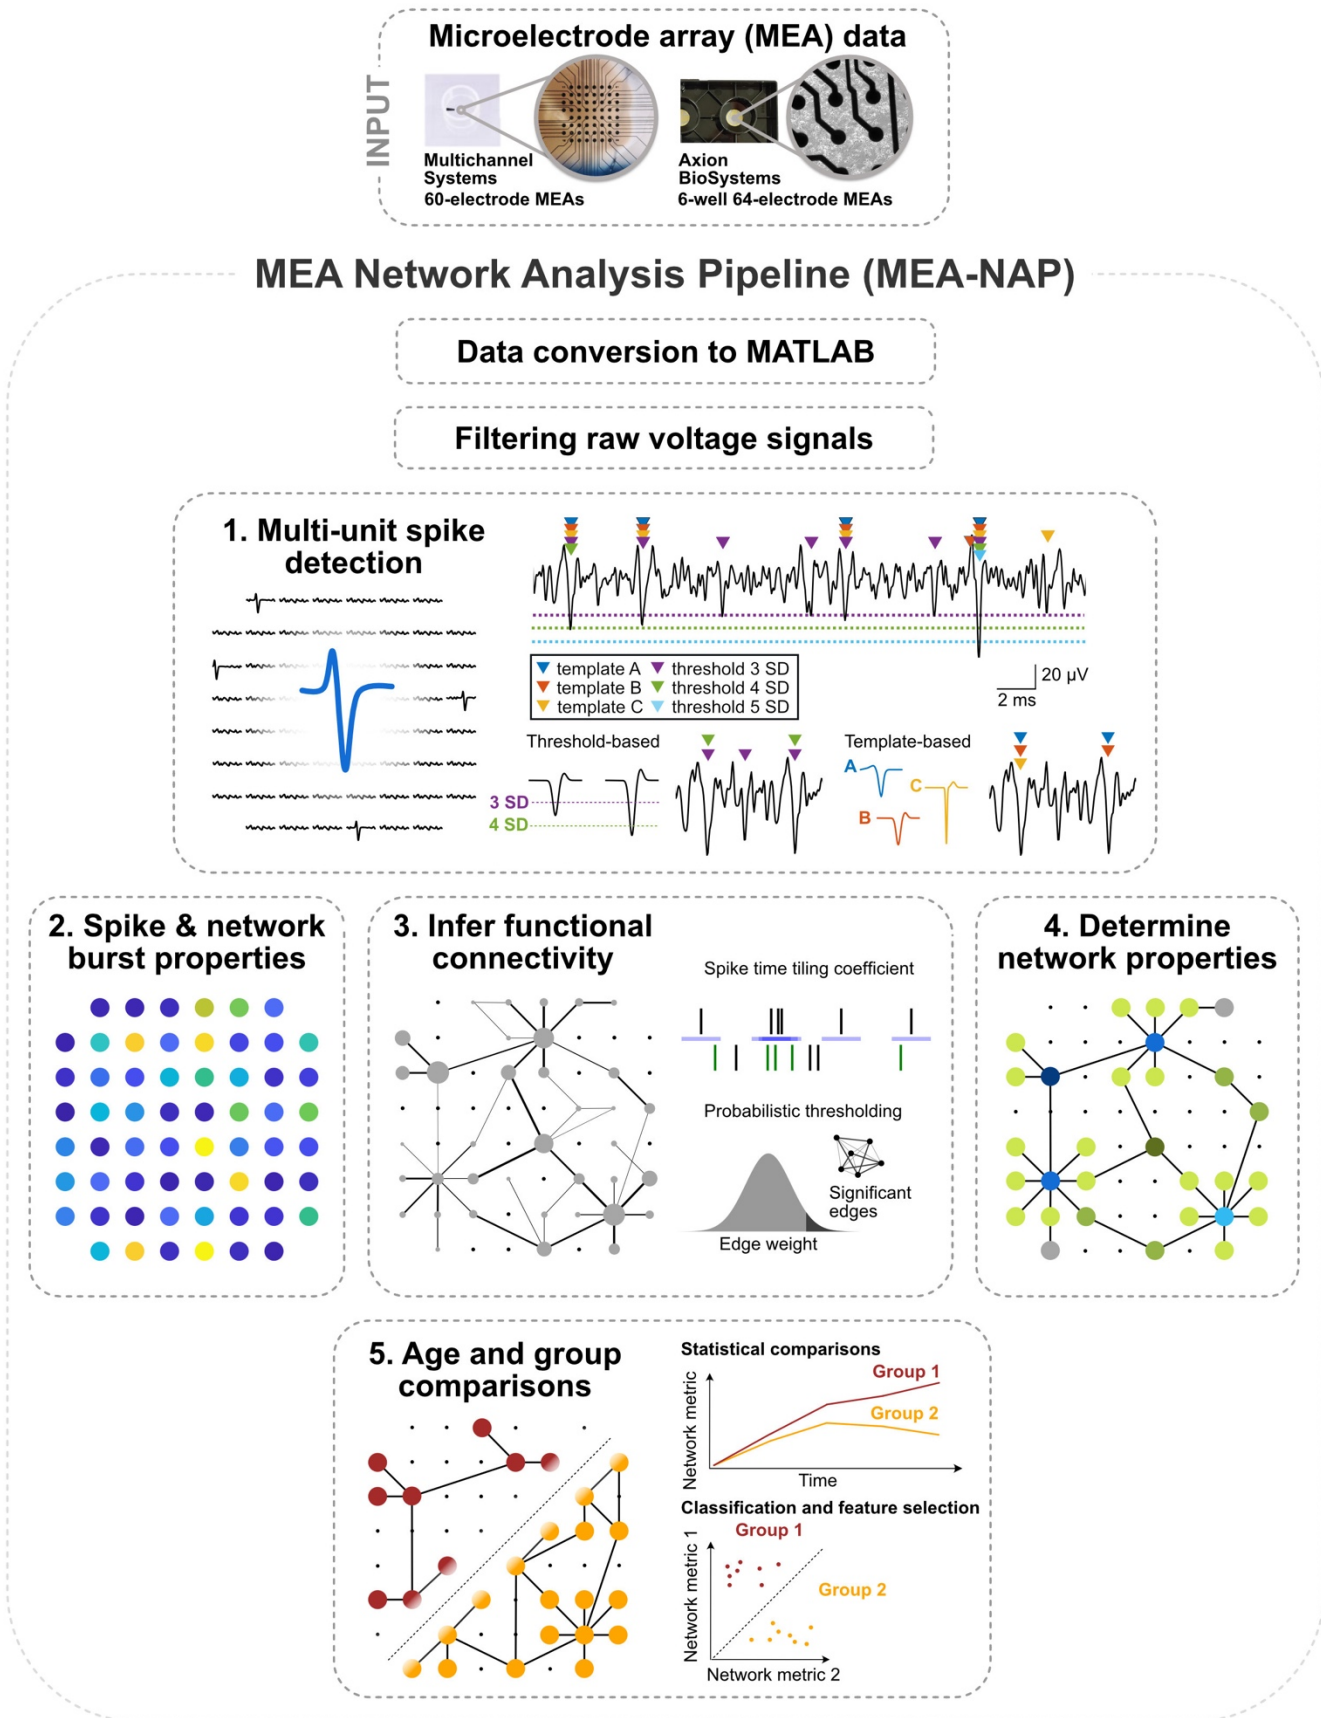 Microelectrode array (MEA) data
INPUT
Multichannel
Systems
60-electrode MEAs
Axion
BioSystems
6-well 64-electrode MEAs
MEA Network Analysis Pipeline (MEA-NAP)
Data conversion to MATLAB
Filtering raw voltage signals
1. Multi-unit spike
detection
template A
template B
template C
threshold 3 SD
threshold 4 SD
threshold 5 SD
20 µV
2 ms
Threshold-based
3 SD
4 SD
Template-based
A
B
C
2. Spike & network
burst properties
3. Infer functional
connectivity
Spike time tiling coefficient
Probabilistic thresholding
Significant
edges
Edge weight
4. Determine
network properties
5. Age and group
comparisons
Statistical comparisons
Network metric
Group 1
Group 2
Time
Classification and feature selection
Network metric 1
Group 1
Group 2
Network metric 2